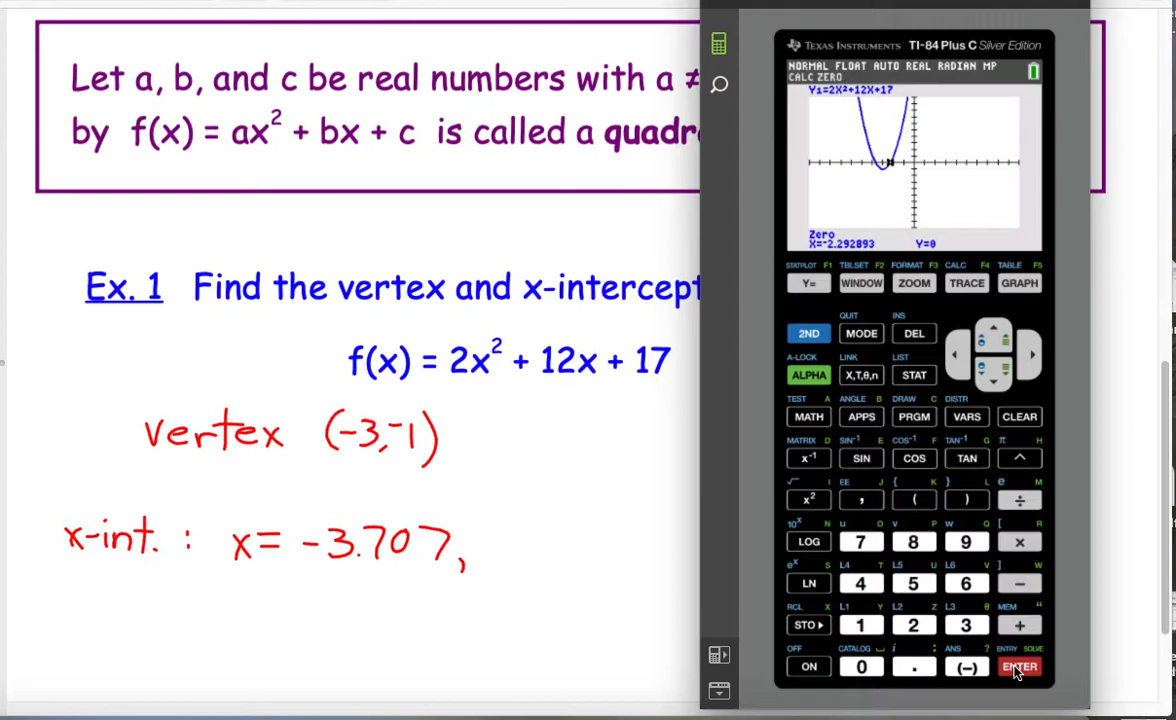 Let a, b, and c be real numbers with a ≠
by f(x) = ax² + bx + c is called a quadr
Ex. 1 Find the vertex and x-intercept
f(x) = 2x² + 12x + 17
vertex (-3,-1)
x-int. : x= -3.707,
TEXAS INSTRUMENTS TI-84 Plus C Silver Edition
NORMAL FLOAT AUTO REAL RADIAN MP
CALC ZERO
Y1=2X²+12X+17
Zero
X=-2.292893 Y=0
STATPLOT F1 TBLSET F2 FORMAT F3 CALC F4 TABLE F5
Y= WINDOW ZOOM TRACE GRAPH
QUIT INS
2ND MODE DEL
A-LOCK LINK LIST
ALPHA X,T,θ,n STAT
TEST A ANGLE B DRAW C DISTR
MATH APPS PRGM VARS CLEAR
MATRIX D SIN⁻¹ E COS⁻¹ F TAN⁻¹ G π H
x⁻¹ SIN COS TAN ^
√ I EE J { K } L e M
x² , ( ) ÷
10ˣ N u O v P w Q [ R
LOG 7 8 9 ×
eˣ S L4 T L5 U L6 V ] W
LN 4 5 6 −
RCL X L1 Y L2 Z L3 θ MEM "
STO▸ 1 2 3 +
OFF CATALOG i : ANS ? ENTRY SOLVE
ON 0 . (−) ENTER